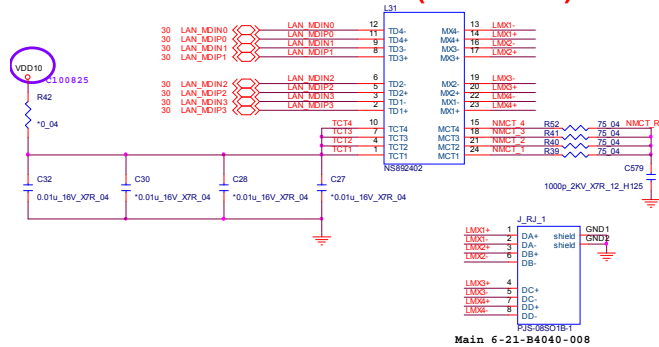 L31
30 LAN_MDIN0 LAN_MDIN0 12 TD4- MX4- 13 LMX1-
30 LAN_MDIP0 LAN_MDIP0 11 TD4+ MX4+ 14 LMX1+
30 LAN_MDIN1 LAN_MDIN1 9 TD3- MX3- 16 LMX2-
30 LAN_MDIP1 LAN_MDIP1 8 TD3+ MX3+ 17 LMX2+
VDD10
C100825
30 LAN_MDIN2 LAN_MDIN2 6 TD2- MX2- 19 LMX3-
30 LAN_MDIP2 LAN_MDIP2 5 TD2+ MX2+ 20 LMX3+
30 LAN_MDIN3 LAN_MDIN3 3 TD1- MX1- 22 LMX4-
30 LAN_MDIP3 LAN_MDIP3 2 TD1+ MX1+ 23 LMX4+
R42
*0_04
TCT4 10 TCT4 MCT4 15 NMCT_4 R52 75_04 NMCT_R
TCT3 7 TCT3 MCT3 18 NMCT_3 R41 75_04
TCT2 4 TCT2 MCT2 21 NMCT_2 R40 75_04
TCT1 1 TCT1 MCT1 24 NMCT_1 R39 75_04
NS892402
C32 C30 C28 C27 C579
0.01u_16V_X7R_04 *0.01u_16V_X7R_04 *0.01u_16V_X7R_04 *0.01u_16V_X7R_04 1000p_2KV_X7R_12_H125
J_RJ_1
LMX1+ 1 DA+ shield GND1
LMX1- 2 DA- shield GND2
LMX2+ 3 DB+
LMX2- 6 DB-
LMX3+ 4 DC+
LMX3- 5 DC-
LMX4+ 7 DD+
LMX4- 8 DD-
PJS-08SO1B-1
Main 6-21-B4040-008